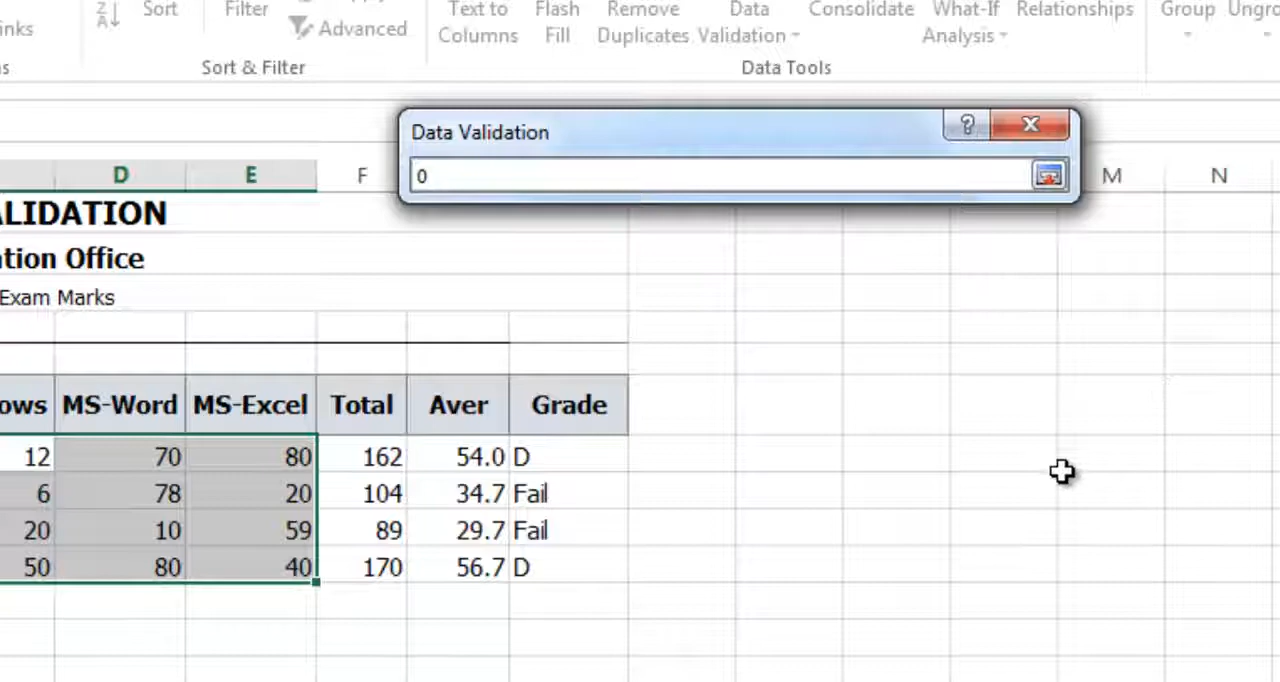 Sort Filter Text to Flash Remove Data Consolidate What-If Relationships Group
Advanced Columns Fill Duplicates Validation Analysis
Sort & Filter Data Tools
Data Validation ?
0
D E F M N
ALIDATION
ation Office
Exam Marks
ows MS-Word MS-Excel Total Aver Grade
12 70 80 162 54.0 D
6 78 20 104 34.7 Fail
20 10 59 89 29.7 Fail
50 80 40 170 56.7 D